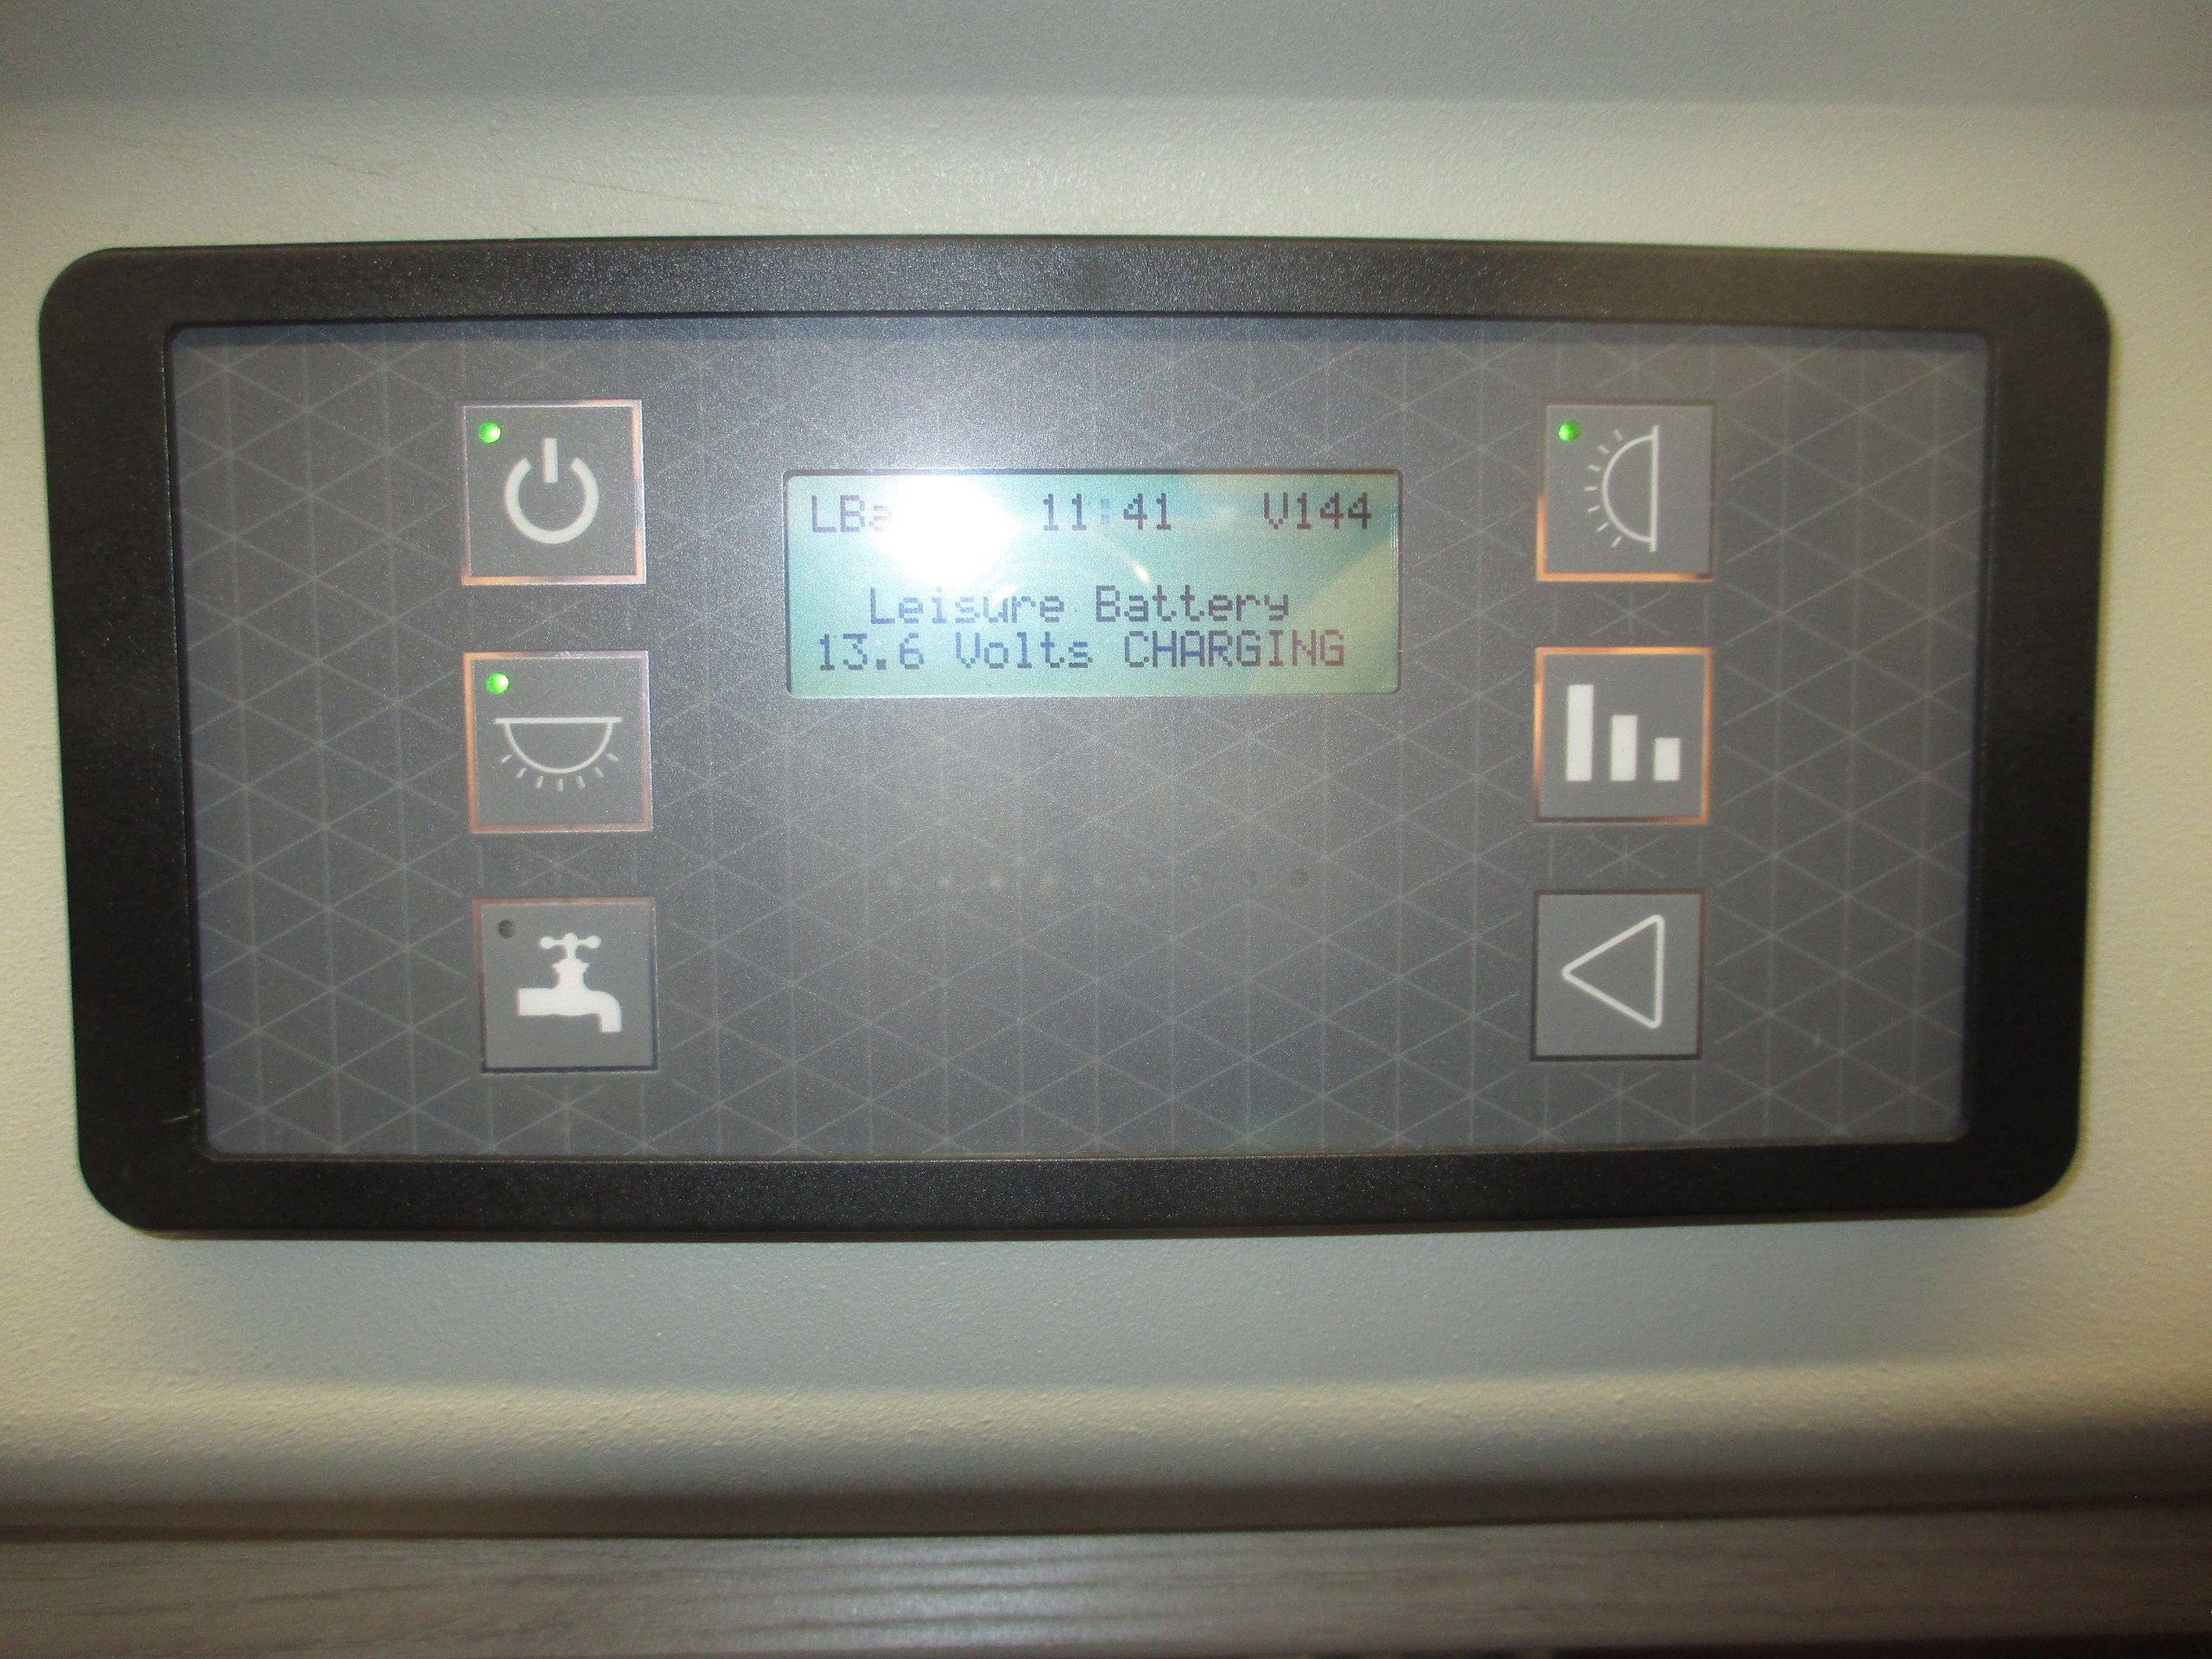 11:41 V144
Leisure Battery
13.6 Volts CHARGING